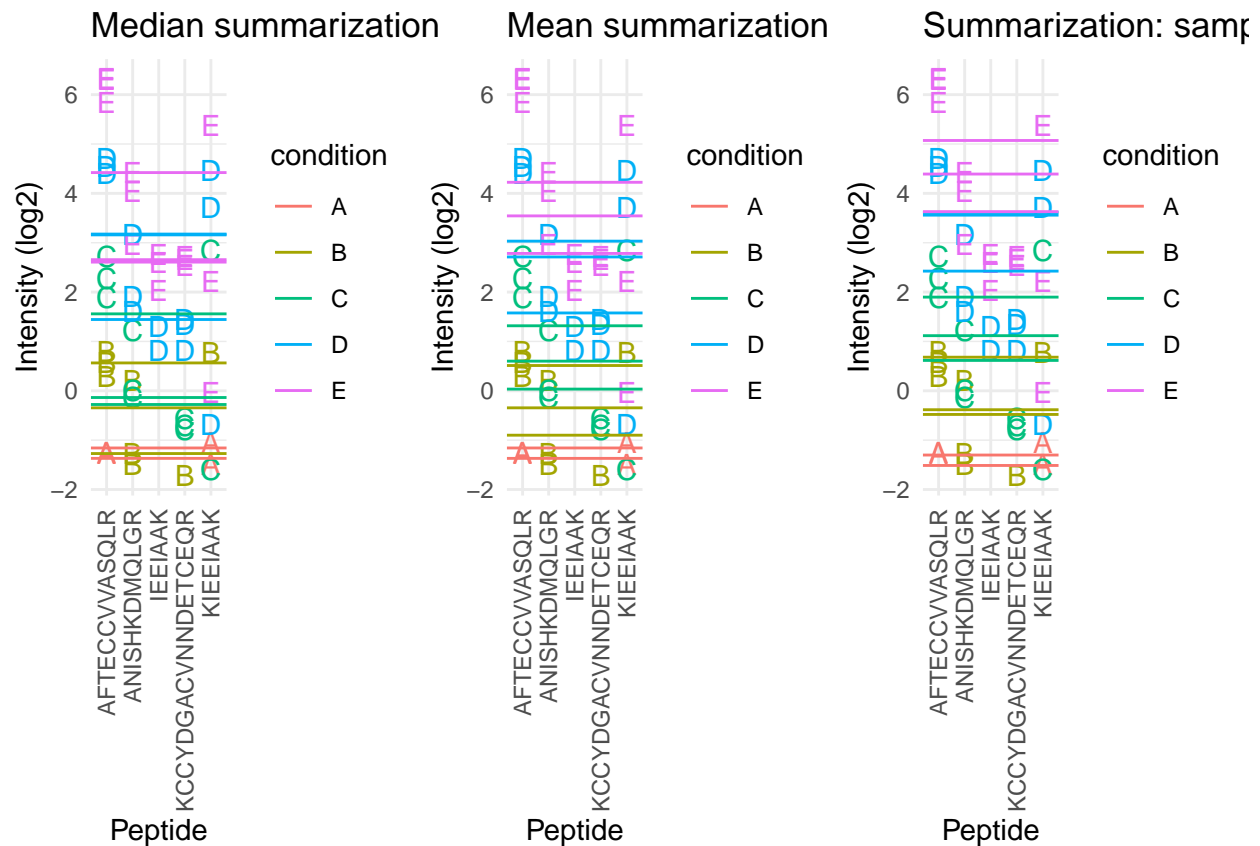 Median summarization
Mean summarization
Summarization: samp
Intensity (log2)
6
4
2
0
−2
E
E
E
D
D
D
C
C
C
B
B
B
B
A
E
E
D
E
D
D
C
B
C
C
B
B
E
E
E
D
D
E
E
E
D
D
D
C
C
C
B
E
D
D
C
E
B
E
D
A
A
C
AFTECCVVASQLR
ANISHKDMQLGR
IEEIAAK
KCCYDGACVNNDETCEQR
KIEEIAAK
Peptide
condition
A
B
C
D
E
Intensity (log2)
6
4
2
0
−2
E
E
E
D
D
D
C
C
C
B
B
B
B
A
E
E
D
E
D
D
C
B
C
C
B
B
E
E
E
D
D
E
E
E
D
D
D
C
C
C
B
E
D
D
C
E
B
E
D
A
A
C
AFTECCVVASQLR
ANISHKDMQLGR
IEEIAAK
KCCYDGACVNNDETCEQR
KIEEIAAK
Peptide
condition
A
B
C
D
E
Intensity (log2)
6
4
2
0
−2
E
E
E
D
D
D
C
C
C
B
B
B
B
A
E
E
D
E
D
D
C
B
C
C
B
B
E
E
E
D
D
E
E
E
D
D
D
C
C
C
B
E
D
D
C
E
B
E
D
A
A
C
AFTECCVVASQLR
ANISHKDMQLGR
IEEIAAK
KCCYDGACVNNDETCEQR
KIEEIAAK
Peptide
condition
A
B
C
D
E